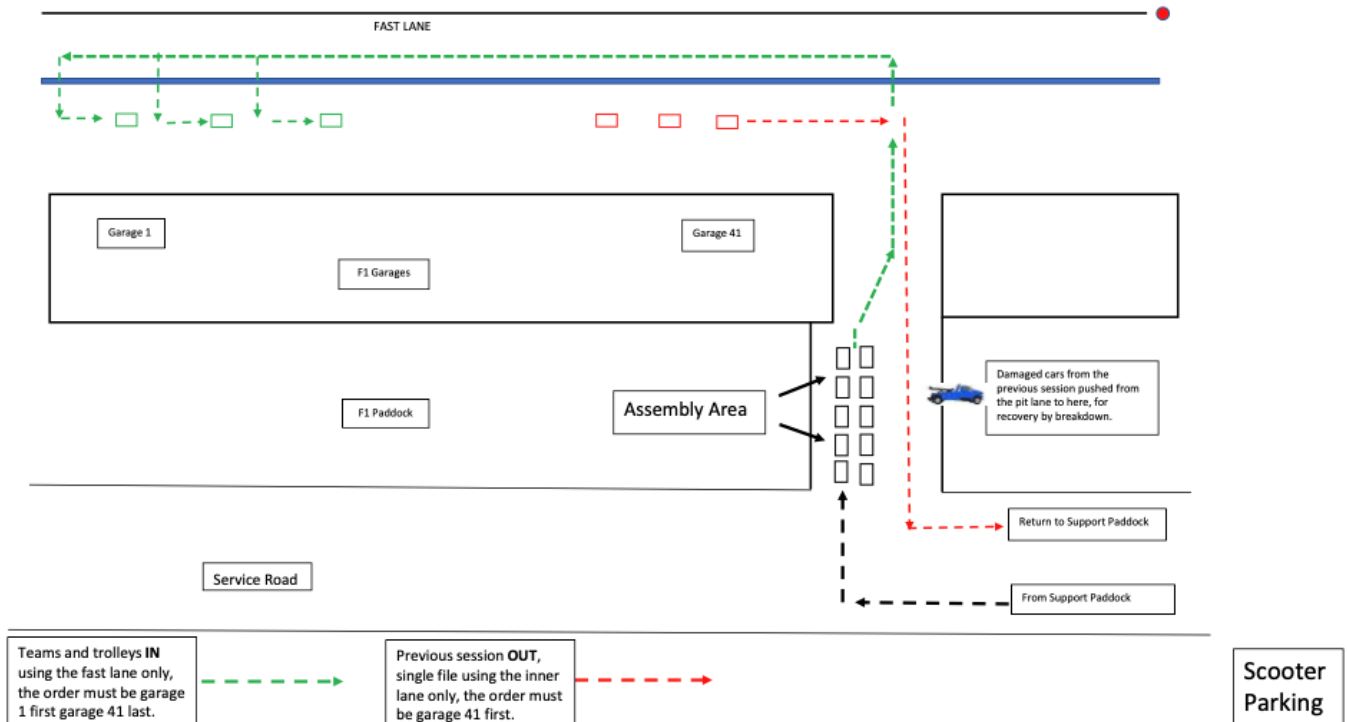 FAST LANE
Garage 1
Garage 41
F1 Garages
Damaged cars from the
previous session pushed from
the pit lane to here, for
recovery by breakdown.
Assembly Area
F1 Paddock
Return to Support Paddock
Service Road
From Support Paddock
Teams and trolleys IN
using the fast lane only,
the order must be garage
1 first garage 41 last.
Previous session OUT,
single file using the inner
lane only, the order must
be garage 41 first.
Scooter
Parking